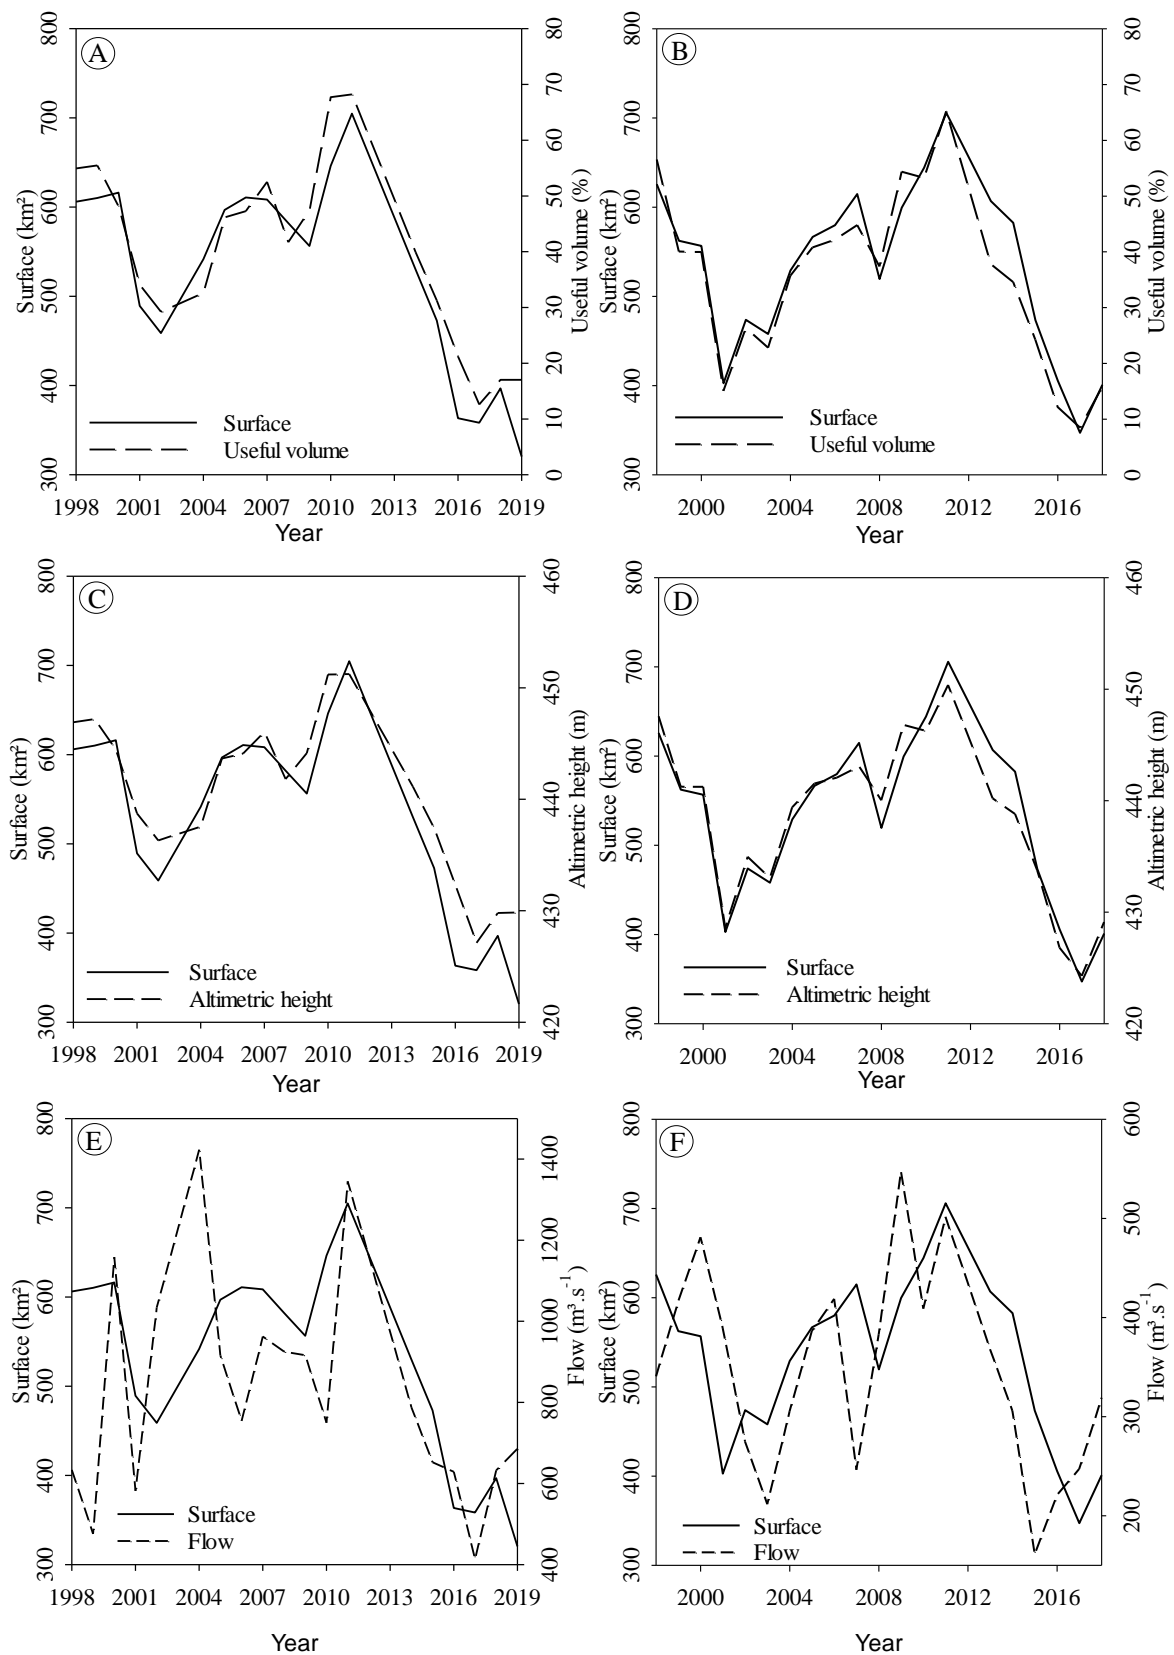 A
800
700
600
500
400
300
Surface (km²)
80
70
60
50
40
30
20
10
0
Useful volume (%)
Surface
Useful volume
1998 2001 2004 2007 2010 2013 2016 2019
Year
B
800
700
600
500
400
300
Surface (km²)
80
70
60
50
40
30
20
10
0
Useful volume (%)
Surface
Useful volume
2000 2004 2008 2012 2016
Year
C
800
700
600
500
400
300
Surface (km²)
460
450
440
430
420
Altimetric height (m)
Surface
Altimetric height
1998 2001 2004 2007 2010 2013 2016 2019
Year
D
800
700
600
500
400
300
Surface (km²)
460
450
440
430
420
Altimetric height (m)
Surface
Altimetric height
2000 2004 2008 2012 2016
Year
E
800
700
600
500
400
300
Surface (km²)
1400
1200
1000
800
600
400
Flow (m³.s⁻¹)
Surface
Flow
1998 2001 2004 2007 2010 2013 2016 2019
Year
F
800
700
600
500
400
300
Surface (km²)
600
500
400
300
200
Flow (m³.s⁻¹)
Surface
Flow
2000 2004 2008 2012 2016
Year